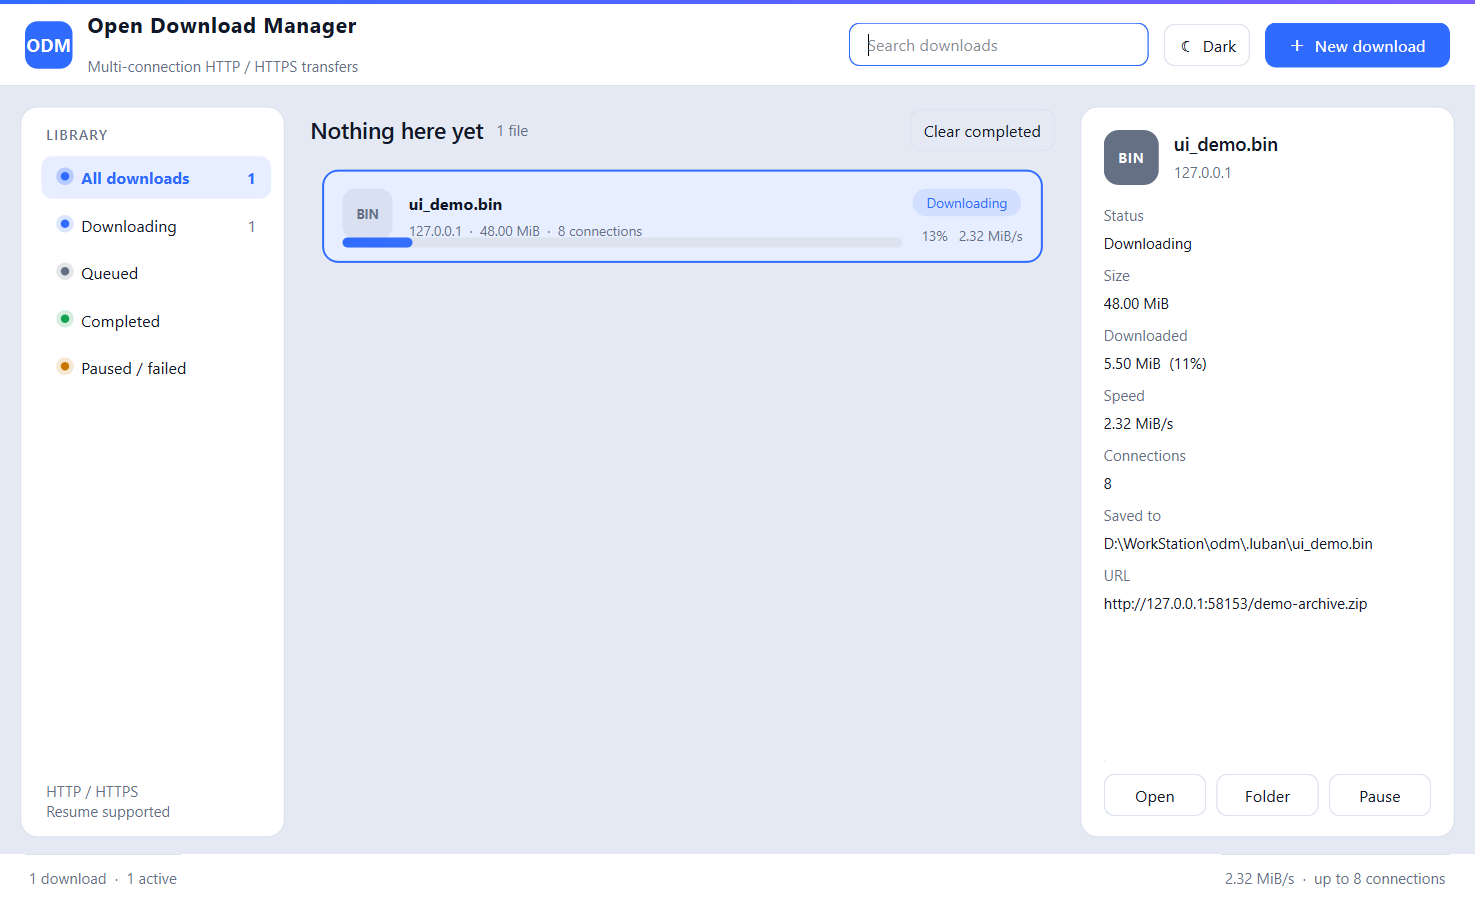 ODM
Open Download Manager
Multi-connection HTTP / HTTPS transfers
Search downloads
☾ Dark
+ New download
LIBRARY
All downloads 1
Downloading 1
Queued
Completed
Paused / failed
HTTP / HTTPS
Resume supported
Nothing here yet 1 file
Clear completed
BIN
ui_demo.bin
Downloading
127.0.0.1 · 48.00 MiB · 8 connections
13% 2.32 MiB/s
BIN
ui_demo.bin
127.0.0.1
Status
Downloading
Size
48.00 MiB
Downloaded
5.50 MiB (11%)
Speed
2.32 MiB/s
Connections
8
Saved to
D:\WorkStation\odm\.luban\ui_demo.bin
URL
http://127.0.0.1:58153/demo-archive.zip
Open
Folder
Pause
1 download · 1 active
2.32 MiB/s · up to 8 connections